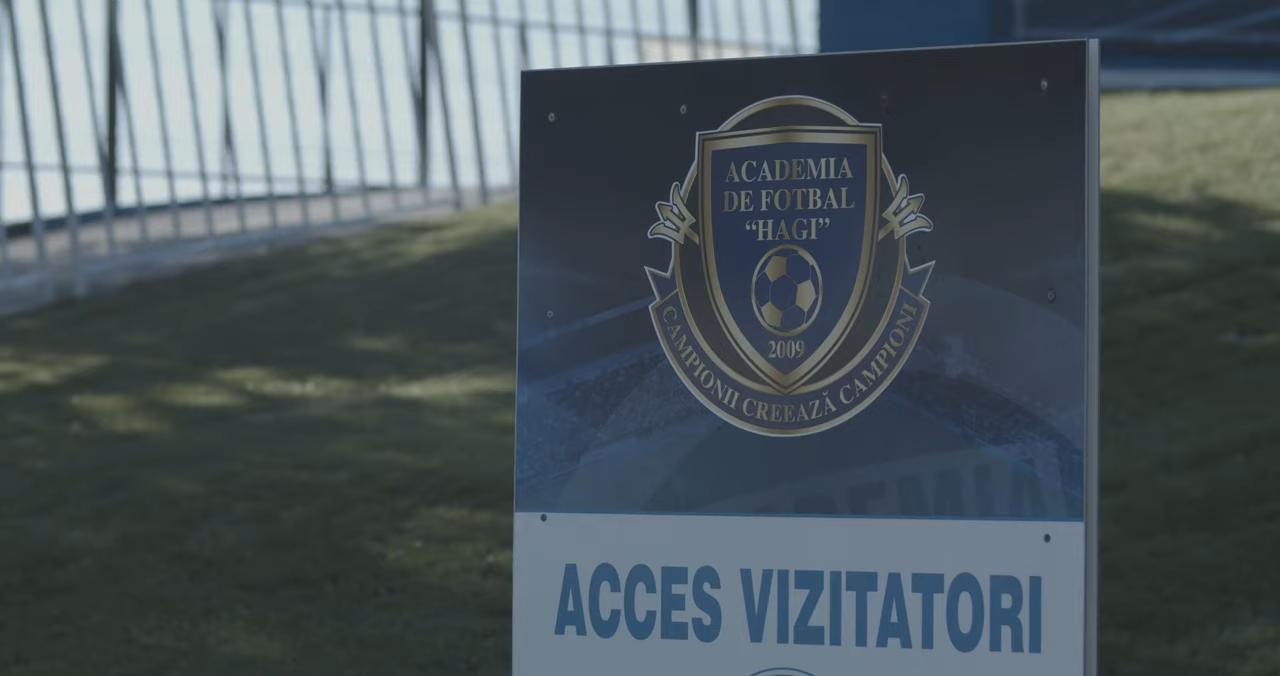 ACADEMIA
DE FOTBAL
“HAGI”
2009
CAMPIONII CREEAZĂ CAMPIONI
ACCES VIZITATORI